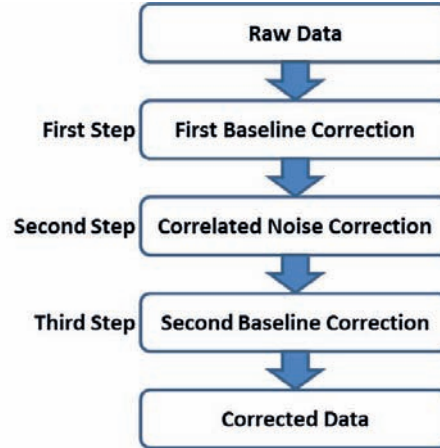 Raw Data
First Step First Baseline Correction
Second Step Correlated Noise Correction
Third Step Second Baseline Correction
Corrected Data